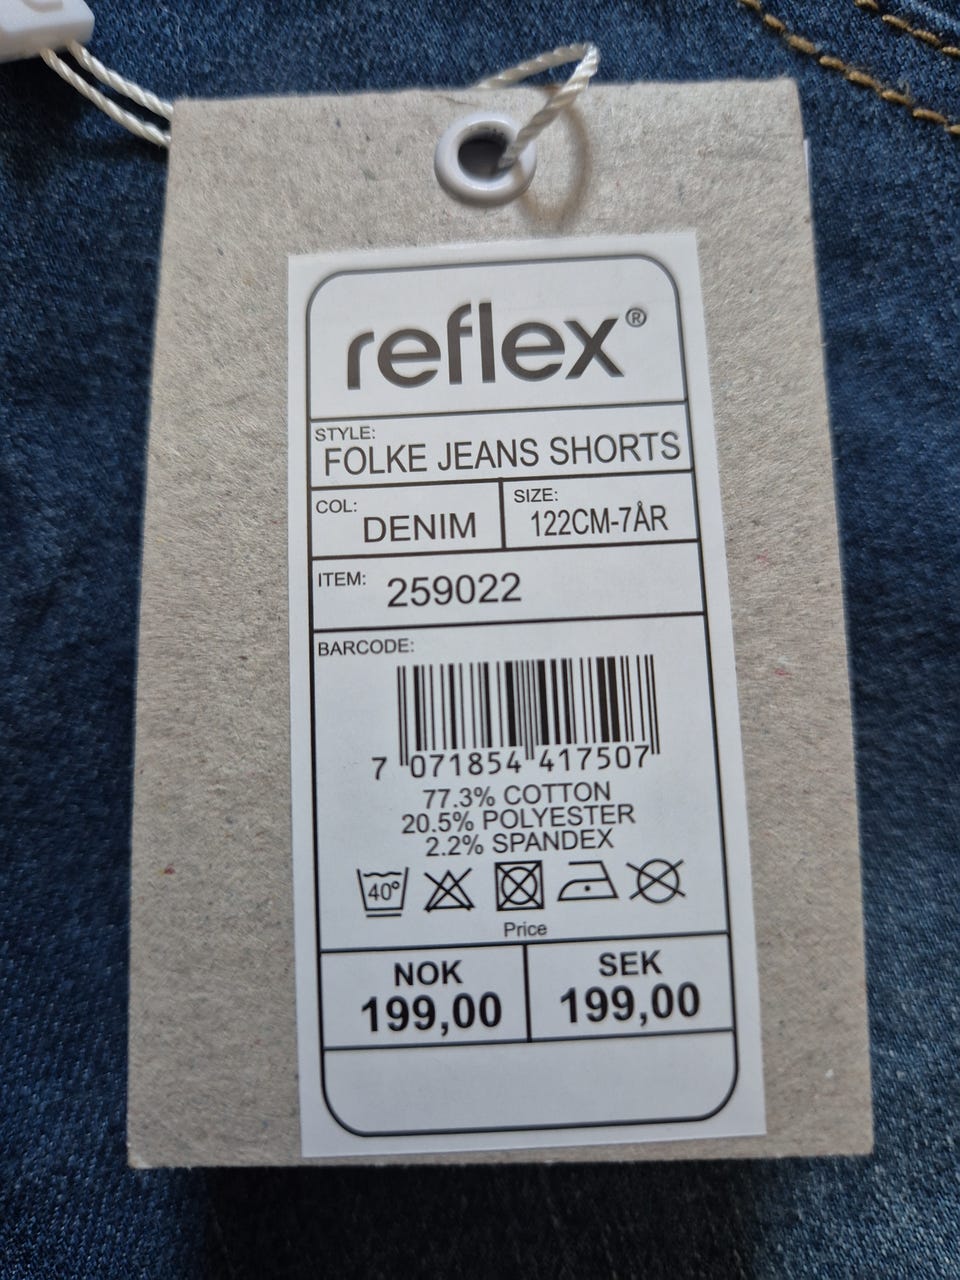 reflex®
STYLE:
FOLKE JEANS SHORTS
COL: DENIM
SIZE: 122CM-7ÅR
ITEM: 259022
BARCODE:
7 071854 417507
77.3% COTTON
20.5% POLYESTER
2.2% SPANDEX
40°
Price
NOK SEK
199,00 199,00